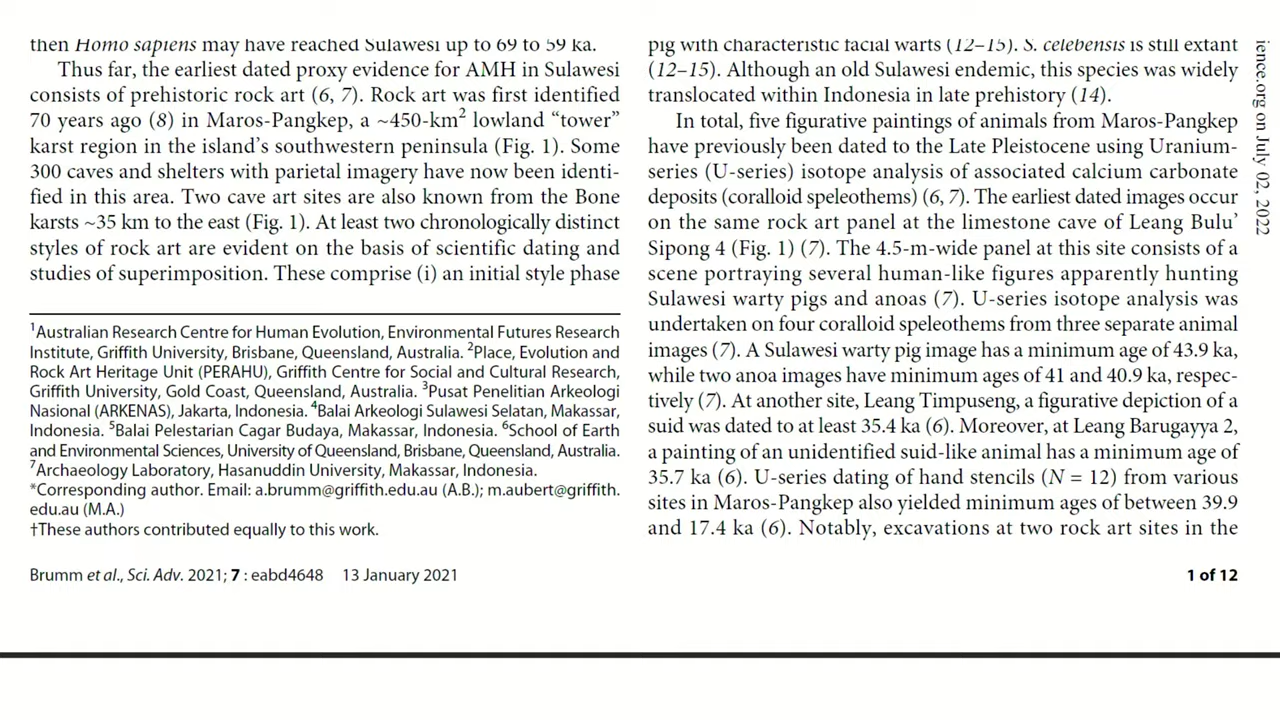 then Homo sapiens may have reached Sulawesi up to 69 to 59 ka.
Thus far, the earliest dated proxy evidence for AMH in Sulawesi
consists of prehistoric rock art (6, 7). Rock art was first identified
70 years ago (8) in Maros-Pangkep, a ~450-km² lowland “tower”
karst region in the island’s southwestern peninsula (Fig. 1). Some
300 caves and shelters with parietal imagery have now been identi-
fied in this area. Two cave art sites are also known from the Bone
karsts ~35 km to the east (Fig. 1). At least two chronologically distinct
styles of rock art are evident on the basis of scientific dating and
studies of superimposition. These comprise (i) an initial style phase
¹Australian Research Centre for Human Evolution, Environmental Futures Research
Institute, Griffith University, Brisbane, Queensland, Australia. ²Place, Evolution and
Rock Art Heritage Unit (PERAHU), Griffith Centre for Social and Cultural Research,
Griffith University, Gold Coast, Queensland, Australia. ³Pusat Penelitian Arkeologi
Nasional (ARKENAS), Jakarta, Indonesia. ⁴Balai Arkeologi Sulawesi Selatan, Makassar,
Indonesia. ⁵Balai Pelestarian Cagar Budaya, Makassar, Indonesia. ⁶School of Earth
and Environmental Sciences, University of Queensland, Brisbane, Queensland, Australia.
⁷Archaeology Laboratory, Hasanuddin University, Makassar, Indonesia.
*Corresponding author. Email: a.brumm@griffith.edu.au (A.B.); m.aubert@griffith.
edu.au (M.A.)
†These authors contributed equally to this work.
pig with characteristic facial warts (12–15). S. celebensis is still extant
(12–15). Although an old Sulawesi endemic, this species was widely
translocated within Indonesia in late prehistory (14).
In total, five figurative paintings of animals from Maros-Pangkep
have previously been dated to the Late Pleistocene using Uranium-
series (U-series) isotope analysis of associated calcium carbonate
deposits (coralloid speleothems) (6, 7). The earliest dated images occur
on the same rock art panel at the limestone cave of Leang Bulu’
Sipong 4 (Fig. 1) (7). The 4.5-m-wide panel at this site consists of a
scene portraying several human-like figures apparently hunting
Sulawesi warty pigs and anoas (7). U-series isotope analysis was
undertaken on four coralloid speleothems from three separate animal
images (7). A Sulawesi warty pig image has a minimum age of 43.9 ka,
while two anoa images have minimum ages of 41 and 40.9 ka, respec-
tively (7). At another site, Leang Timpuseng, a figurative depiction of a
suid was dated to at least 35.4 ka (6). Moreover, at Leang Barugayya 2,
a painting of an unidentified suid-like animal has a minimum age of
35.7 ka (6). U-series dating of hand stencils (N = 12) from various
sites in Maros-Pangkep also yielded minimum ages of between 39.9
and 17.4 ka (6). Notably, excavations at two rock art sites in the
Brumm et al., Sci. Adv. 2021; 7 : eabd4648 13 January 2021
1 of 12
ience.org on July 02, 2022